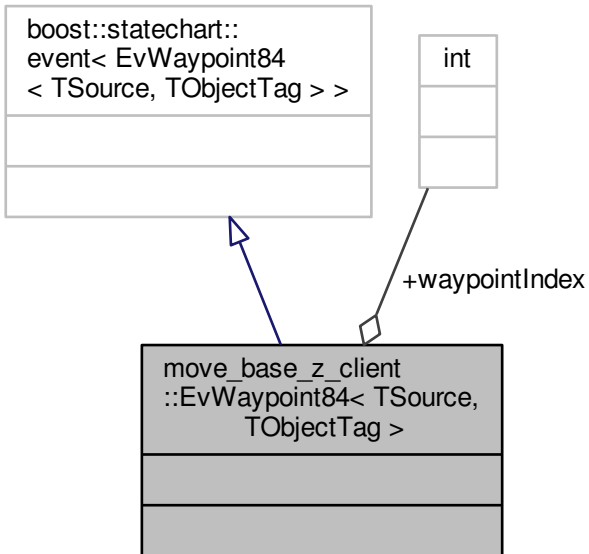 boost::statechart::
event< EvWaypoint84
< TSource, TObjectTag > >
int
+waypointIndex
move_base_z_client
::EvWaypoint84< TSource,
TObjectTag >